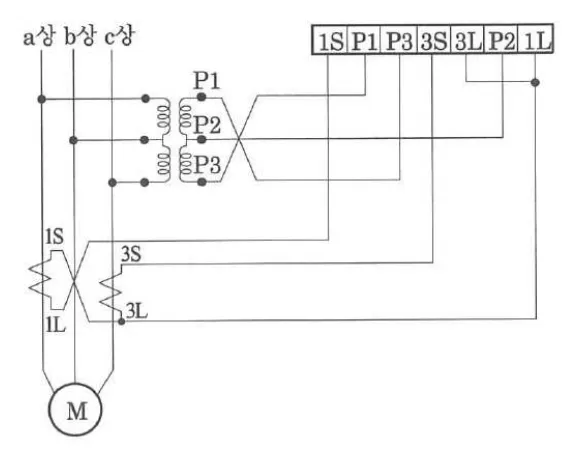 a상 b상 c상
1S P1 P3 3S 3L P2 1L
P1
P2
P3
1S
3S
1L
3L
M